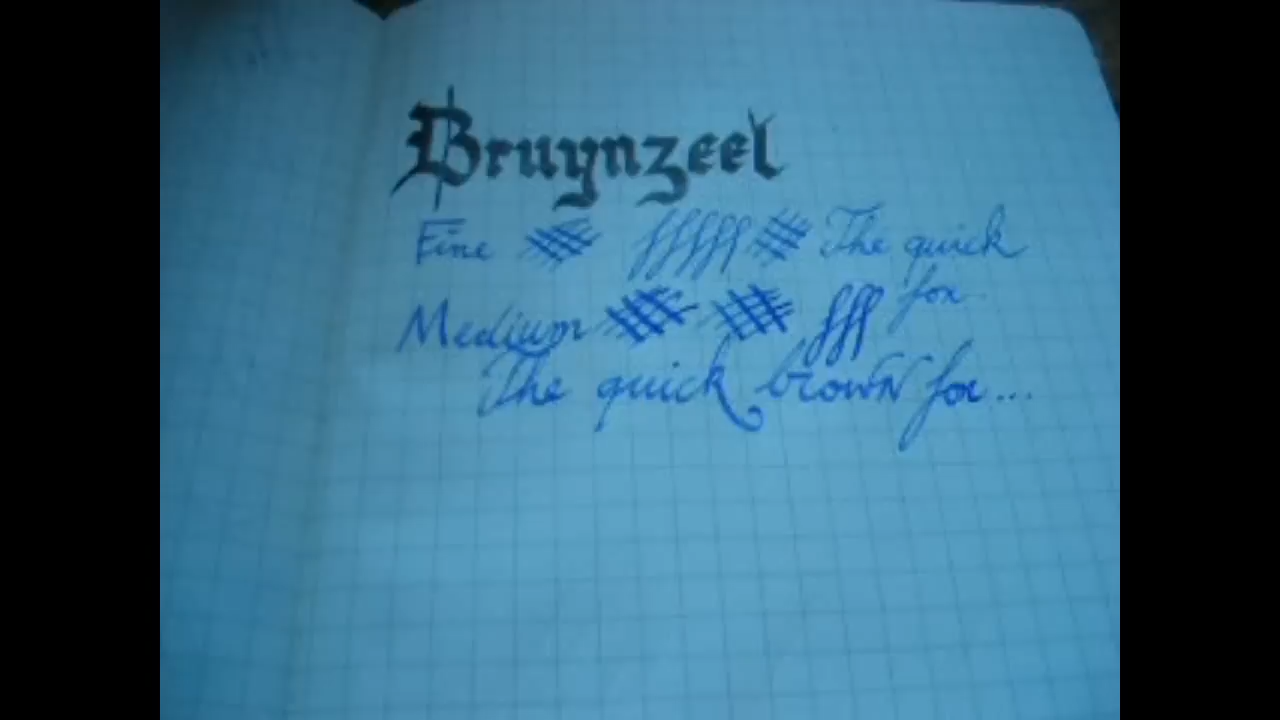 Bruynzeel
Fine The quick
fox
Medium
The quick brown fox...